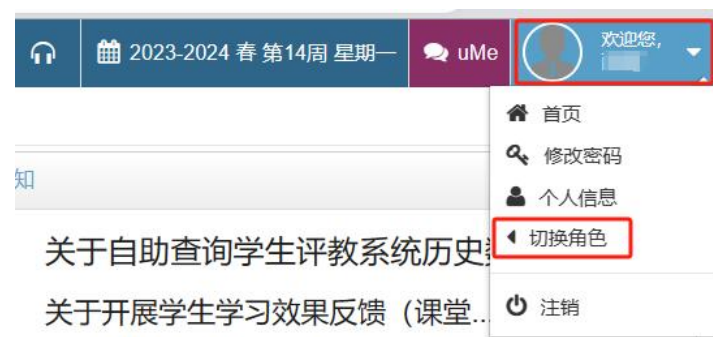 2023-2024 春 第14周 星期一
uMe
欢迎您,
首页
修改密码
个人信息
切换角色
注销
知
关于自助查询学生评教系统历史
关于开展学生学习效果反馈（课堂...